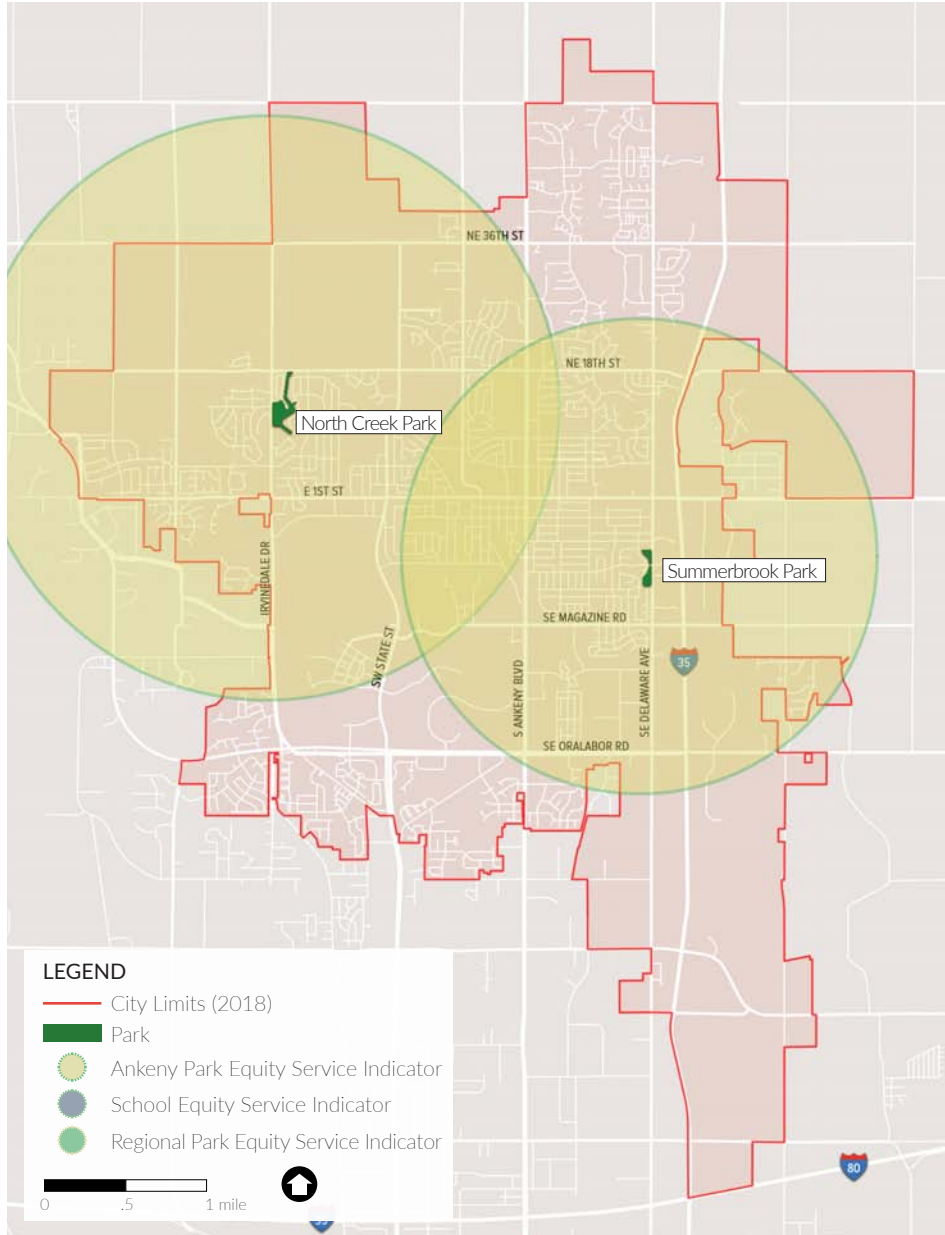 NE 36TH ST
NE 18TH ST
North Creek Park
E 1ST ST
IRVINEDALE DR
Summerbrook Park
SE MAGAZINE RD
SW STATE ST
S ANKENY BLVD
SE DELAWARE AVE
35
SE ORALABOR RD
LEGEND
City Limits (2018)
Park
Ankeny Park Equity Service Indicator
School Equity Service Indicator
Regional Park Equity Service Indicator
0 .5 1 mile
80